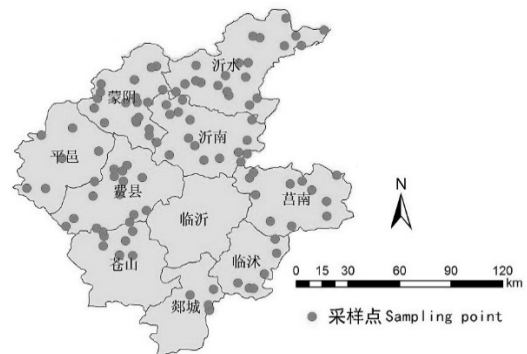 沂水
蒙阴
沂南
平邑
费县
莒南
N
临沂
临沭
苍山
郯城
0 15 30 60 90 120
km
采样点 Sampling point